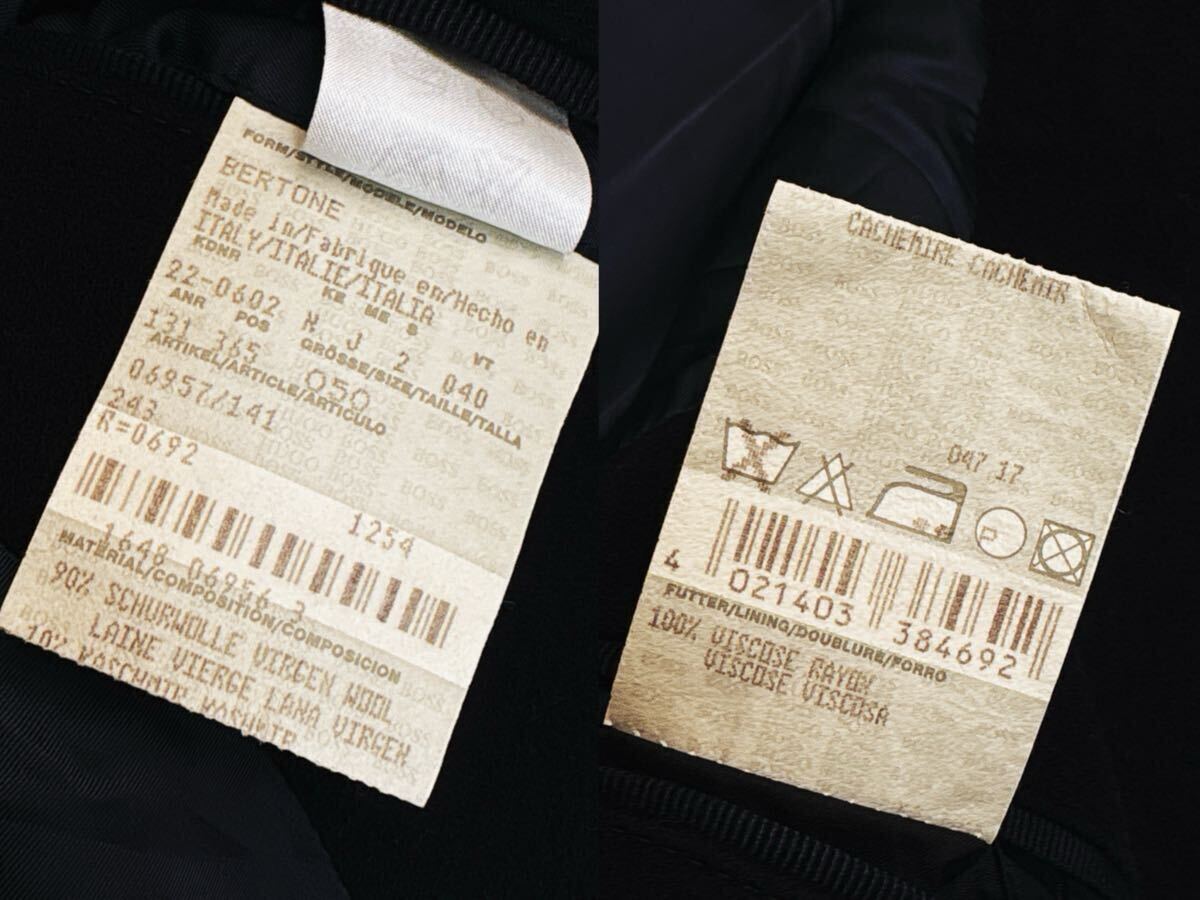 FORM/STYLE/MODELE/MODELO
BERTONE
Made in/Fabrique en/Hecho en
ITALY/ITALIE/ITALIA
KDNR KE ME S VT
22-0602 N J 2 040
ANR POS GRÖSSE/SIZE/TAILLE/TALLA
131 365 050
ARTIKEL/ARTICLE/ARTICULO
06957/141
243
R=0692
1254
MATERIAL/COMPOSITION/COMPOSICION
90% SCHURWOLLE VIRGEN WOOL
LAINE VIERGE LANA VIRGEN
10% KASCHMIR KASHMIR
CACHEMIRE CACHEMIR
047 17
P
4 021403 384692
FUTTER/LINING/DOUBLURE/FORRO
100% VISCOSE RAYON
VISCOSE VISCOSA